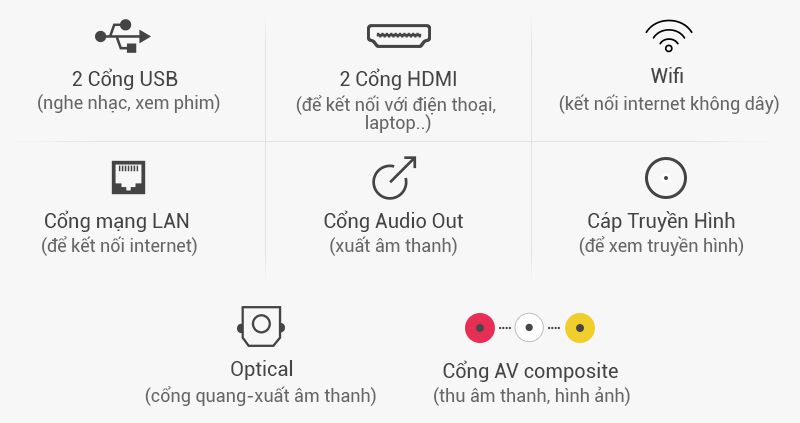 2 Cổng USB
(nghe nhạc, xem phim)
2 Cổng HDMI
(để kết nối với điện thoại,
laptop..)
Wifi
(kết nối internet không dây)
Cổng mạng LAN
(để kết nối internet)
Cổng Audio Out
(xuất âm thanh)
Cáp Truyền Hình
(để xem truyền hình)
Optical
(cổng quang-xuất âm thanh)
Cổng AV composite
(thu âm thanh, hình ảnh)